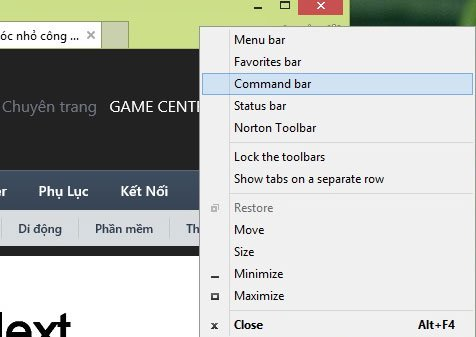 óc nhỏ công ...
Chuyên trang GAME CENT
Phụ Lục Kết Nối
Di động Phần mềm Th
Next
Menu bar
Favorites bar
Command bar
Status bar
Norton Toolbar
Lock the toolbars
Show tabs on a separate row
Restore
Move
Size
Minimize
Maximize
Close Alt+F4